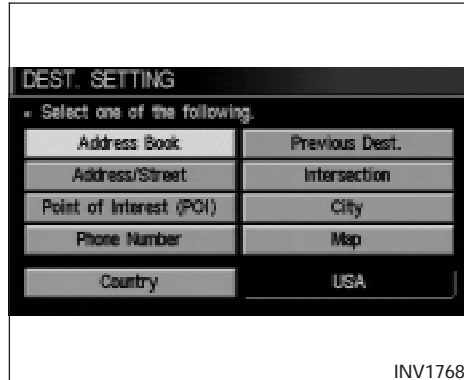 DEST. SETTING
Select one of the following.
Address Book Previous Dest.
Address/Street Intersection
Point of Interest (POI) City
Phone Number Map
Country USA
INV1768